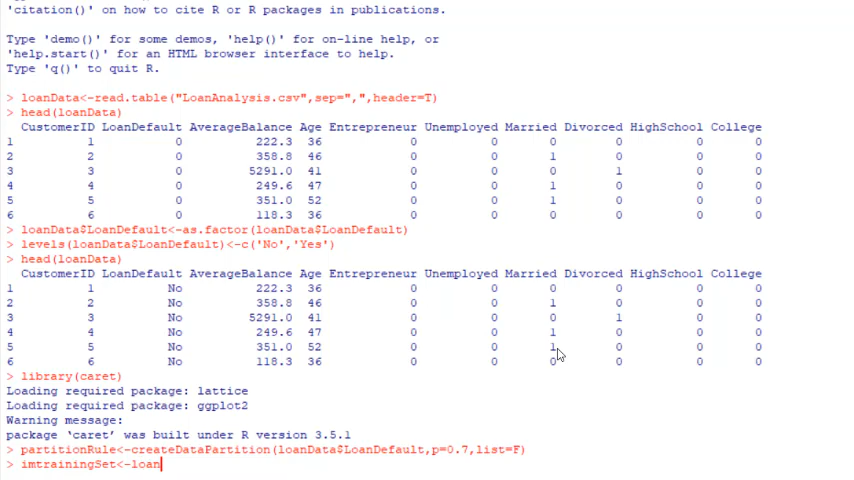 'citation()' on how to cite R or R packages in publications.
Type 'demo()' for some demos, 'help()' for on-line help, or
'help.start()' for an HTML browser interface to help.
Type 'q()' to quit R.
> loanData<-read.table("LoanAnalysis.csv",sep=",",header=T)
> head(loanData)
CustomerID LoanDefault AverageBalance Age Entrepreneur Unemployed Married Divorced HighSchool College
1 1 0 222.3 36 0 0 0 0 0 0
2 2 0 358.8 46 0 0 1 0 0 0
3 3 0 5291.0 41 0 0 0 1 0 0
4 4 0 249.6 47 0 0 1 0 0 0
5 5 0 351.0 52 0 0 1 0 0 0
6 6 0 118.3 36 0 0 0 0 0 0
> loanData$LoanDefault<-as.factor(loanData$LoanDefault)
> levels(loanData$LoanDefault)<-c('No','Yes')
> head(loanData)
CustomerID LoanDefault AverageBalance Age Entrepreneur Unemployed Married Divorced HighSchool College
1 1 No 222.3 36 0 0 0 0 0 0
2 2 No 358.8 46 0 0 1 0 0 0
3 3 No 5291.0 41 0 0 0 1 0 0
4 4 No 249.6 47 0 0 1 0 0 0
5 5 No 351.0 52 0 0 1 0 0 0
6 6 No 118.3 36 0 0 0 0 0 0
> library(caret)
Loading required package: lattice
Loading required package: ggplot2
Warning message:
package ‘caret’ was built under R version 3.5.1
> partitionRule<-createDataPartition(loanData$LoanDefault,p=0.7,list=F)
> imtrainingSet<-loan